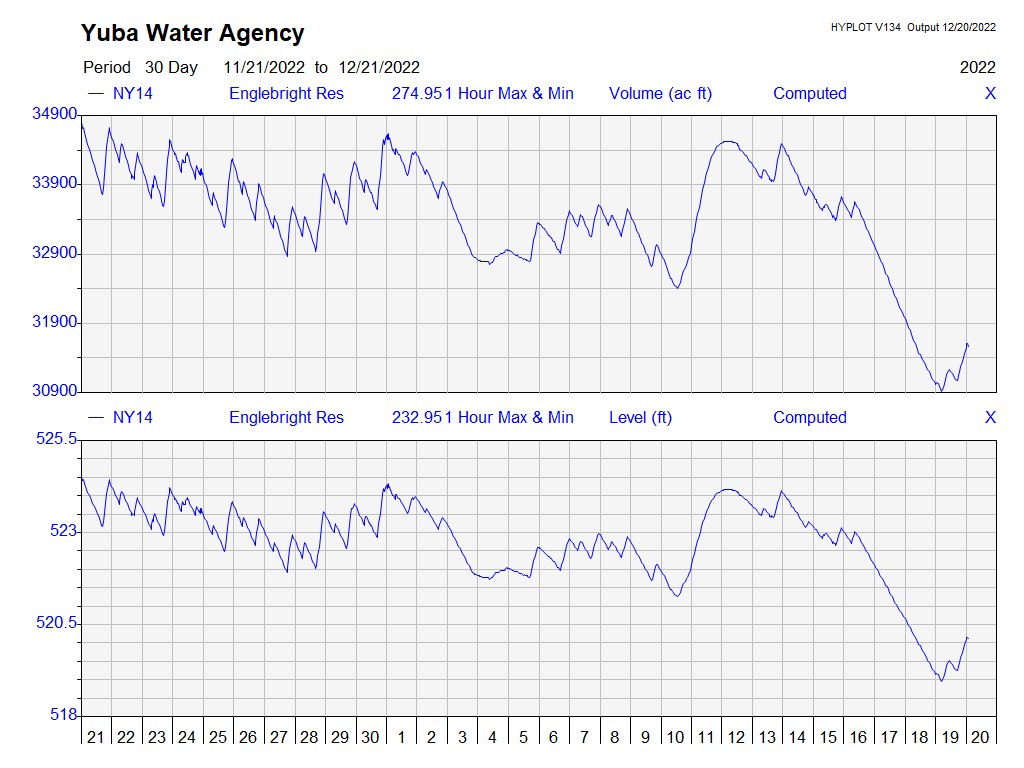 Yuba Water Agency
HYPLOT V134 Output 12/20/2022
Period 30 Day 11/21/2022 to 12/21/2022 2022
NY14 Englebright Res 274.951 Hour Max & Min Volume (ac ft) Computed X
34900
33900
32900
31900
30900
NY14 Englebright Res 232.951 Hour Max & Min Level (ft) Computed X
525.5
523
520.5
518
21 22 23 24 25 26 27 28 29 30 1 2 3 4 5 6 7 8 9 10 11 12 13 14 15 16 17 18 19 20